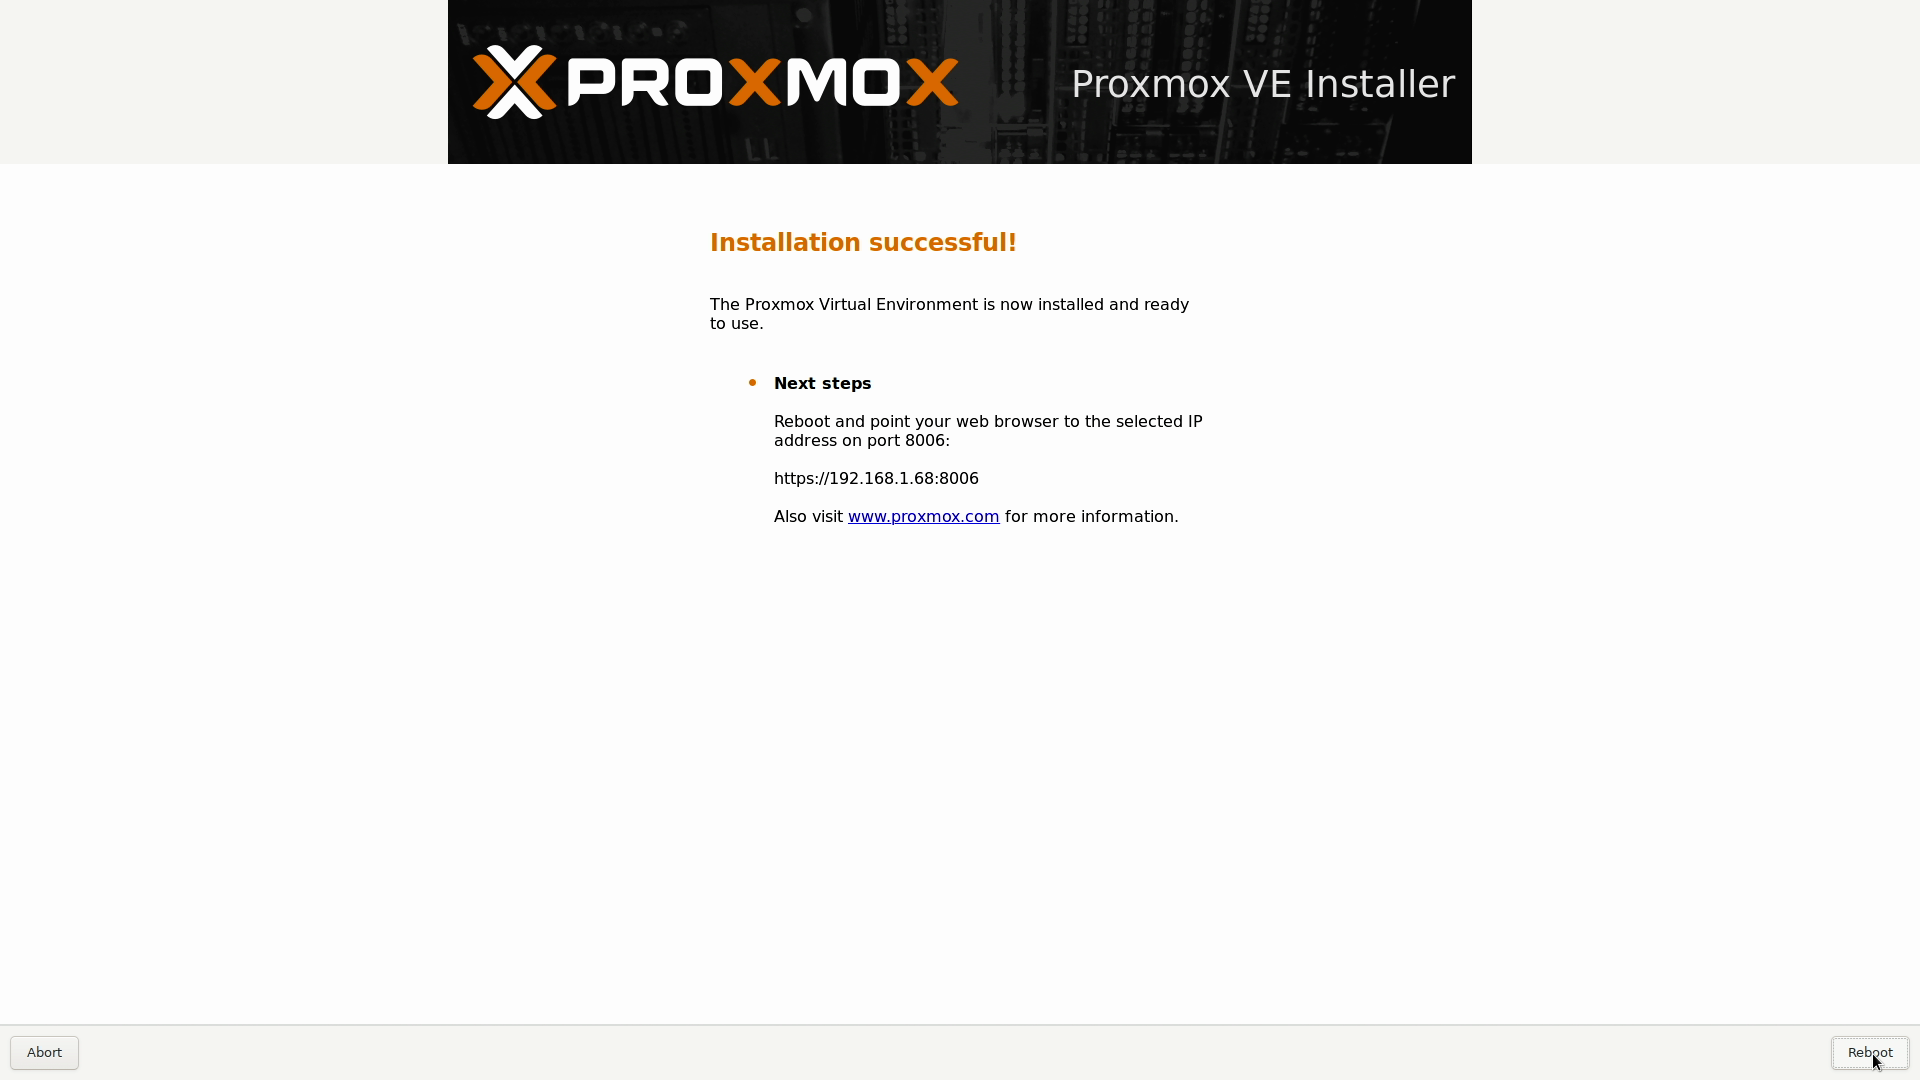 PROXMOX
Proxmox VE Installer
Installation successful!
The Proxmox Virtual Environment is now installed and ready
to use.
Next steps
Reboot and point your web browser to the selected IP
address on port 8006:
https://192.168.1.68:8006
Also visit www.proxmox.com for more information.
Abort
Reboot